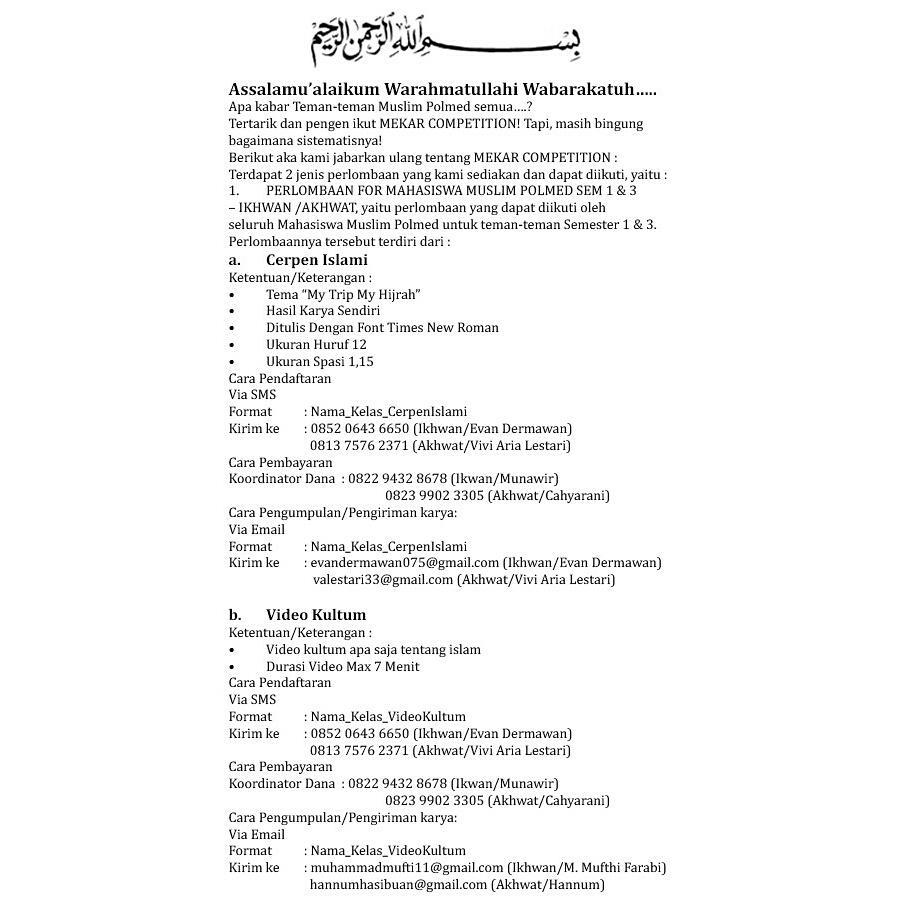 بسم الله الرحمن الرحيم
Assalamu’alaikum Warahmatullahi Wabarakatuh…..
Apa kabar Teman-teman Muslim Polmed semua….?
Tertarik dan pengen ikut MEKAR COMPETITION! Tapi, masih bingung
bagaimana sistematisnya!
Berikut aka kami jabarkan ulang tentang MEKAR COMPETITION :
Terdapat 2 jenis perlombaan yang kami sediakan dan dapat diikuti, yaitu :
1. PERLOMBAAN FOR MAHASISWA MUSLIM POLMED SEM 1 & 3
– IKHWAN /AKHWAT, yaitu perlombaan yang dapat diikuti oleh
seluruh Mahasiswa Muslim Polmed untuk teman-teman Semester 1 & 3.
Perlombaannya tersebut terdiri dari :
a. Cerpen Islami
Ketentuan/Keterangan :
• Tema “My Trip My Hijrah”
• Hasil Karya Sendiri
• Ditulis Dengan Font Times New Roman
• Ukuran Huruf 12
• Ukuran Spasi 1,15
Cara Pendaftaran
Via SMS
Format : Nama_Kelas_CerpenIslami
Kirim ke : 0852 0643 6650 (Ikhwan/Evan Dermawan)
0813 7576 2371 (Akhwat/Vivi Aria Lestari)
Cara Pembayaran
Koordinator Dana : 0822 9432 8678 (Ikwan/Munawir)
0823 9902 3305 (Akhwat/Cahyarani)
Cara Pengumpulan/Pengiriman karya:
Via Email
Format : Nama_Kelas_CerpenIslami
Kirim ke : evandermawan075@gmail.com (Ikhwan/Evan Dermawan)
valestari33@gmail.com (Akhwat/Vivi Aria Lestari)
b. Video Kultum
Ketentuan/Keterangan :
• Video kultum apa saja tentang islam
• Durasi Video Max 7 Menit
Cara Pendaftaran
Via SMS
Format : Nama_Kelas_VideoKultum
Kirim ke : 0852 0643 6650 (Ikhwan/Evan Dermawan)
0813 7576 2371 (Akhwat/Vivi Aria Lestari)
Cara Pembayaran
Koordinator Dana : 0822 9432 8678 (Ikwan/Munawir)
0823 9902 3305 (Akhwat/Cahyarani)
Cara Pengumpulan/Pengiriman karya:
Via Email
Format : Nama_Kelas_VideoKultum
Kirim ke : muhammadmufti11@gmail.com (Ikhwan/M. Mufthi Farabi)
hannumhasibuan@gmail.com (Akhwat/Hannum)